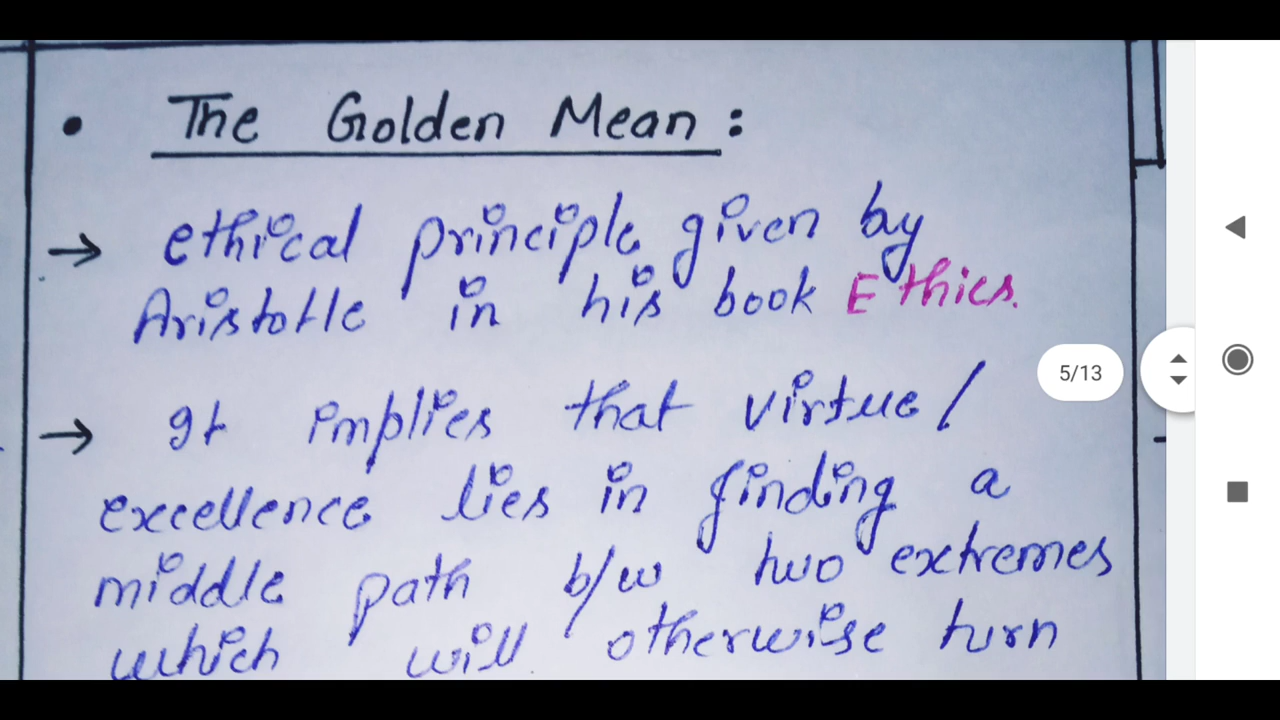 • The Golden Mean :
→ ethical principle given by
Aristotle in his book Ethics.
5/13
→ It implies that virtue /
excellence lies in finding a
middle path b/w two extremes
which will otherwise turn